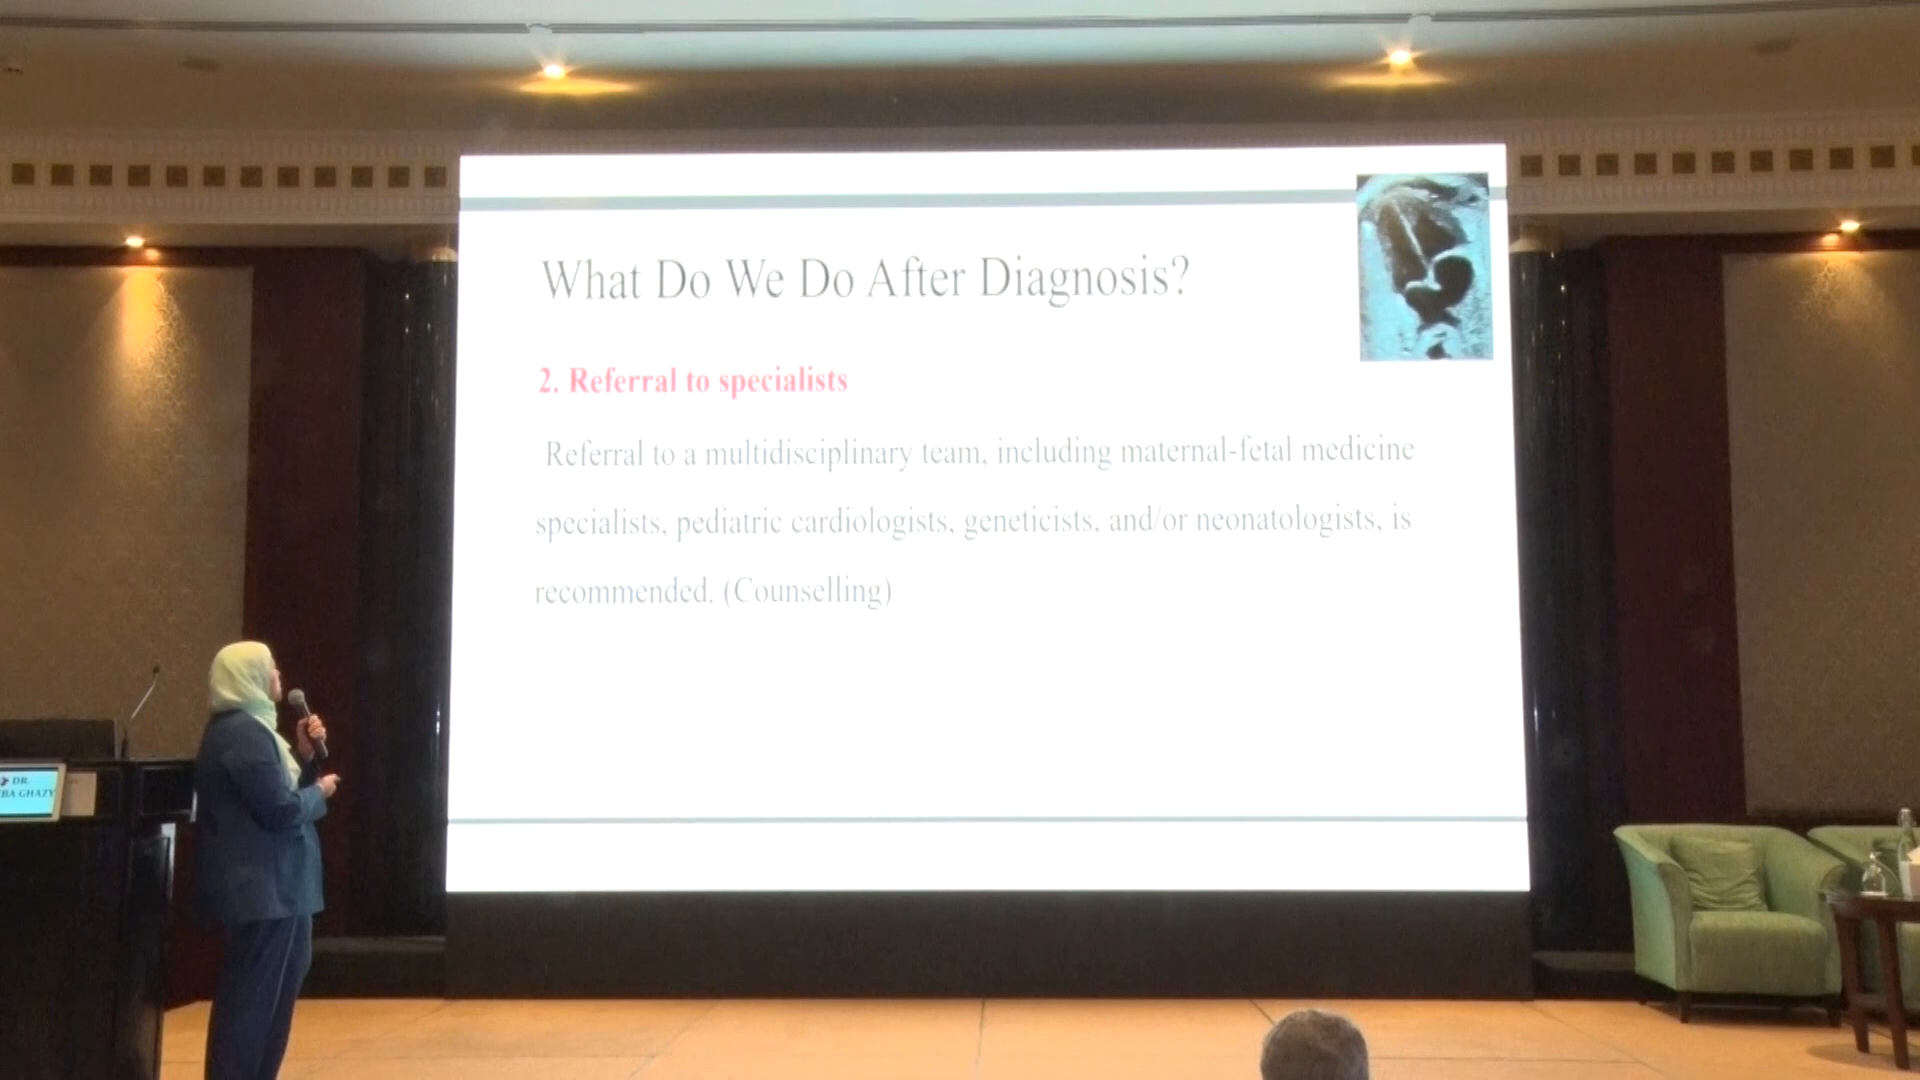 What Do We Do After Diagnosis?
2. Referral to specialists
Referral to a multidisciplinary team, including maternal-fetal medicine
specialists, pediatric cardiologists, geneticists, and/or neonatologists, is
recommended. (Counselling)
DR.
BA GHAZY